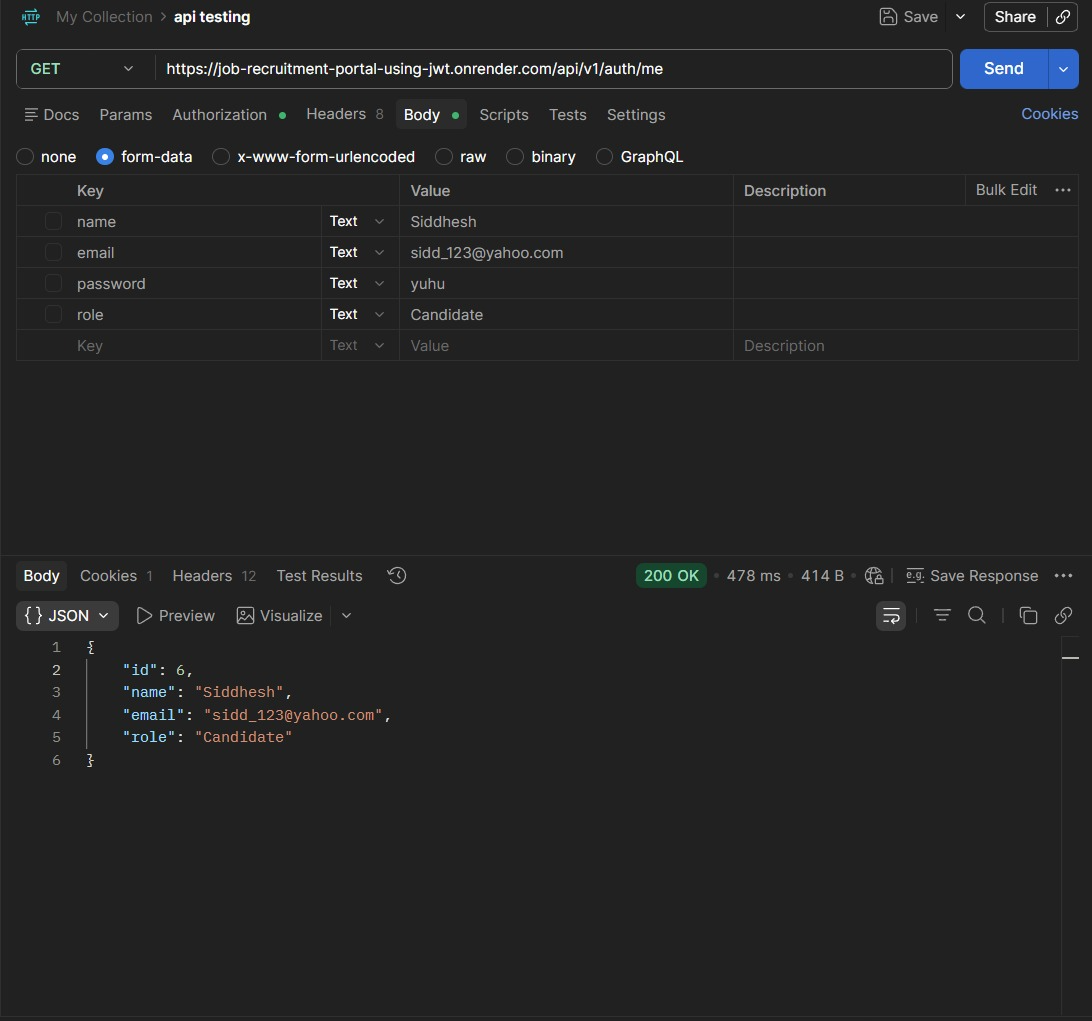 HTTP My Collection > api testing Save Share
GET https://job-recruitment-portal-using-jwt.onrender.com/api/v1/auth/me Send
Docs Params Authorization Headers 8 Body Scripts Tests Settings Cookies
none form-data x-www-form-urlencoded raw binary GraphQL
Key Value Description Bulk Edit ...
name Text Siddhesh
email Text sidd_123@yahoo.com
password Text yuhu
role Text Candidate
Key Text Value Description
Body Cookies 1 Headers 12 Test Results 200 OK • 478 ms • 414 B • e.g. Save Response ...
{} JSON Preview Visualize
1 {
2 "id": 6,
3 "name": "Siddhesh",
4 "email": "sidd_123@yahoo.com",
5 "role": "Candidate"
6 }